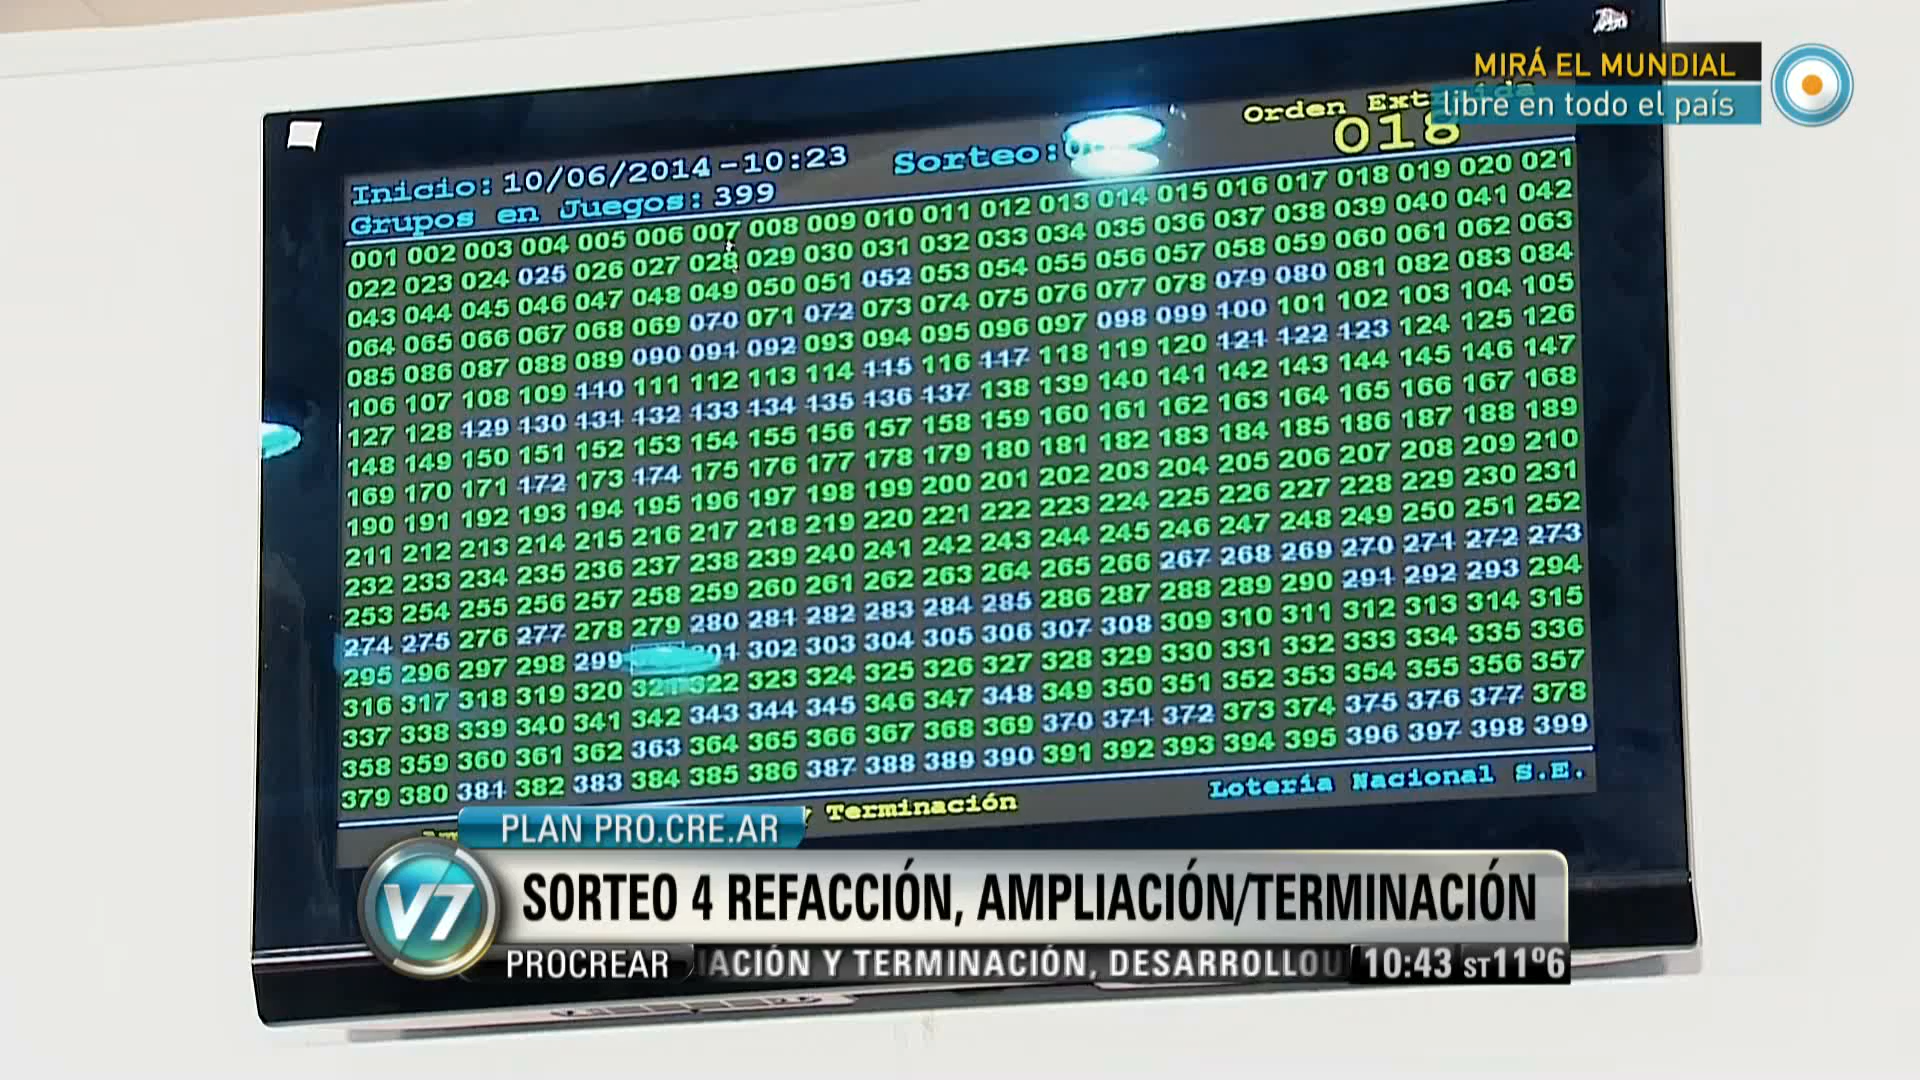 MIRÁ EL MUNDIAL
libre en todo el país
Orden
018
Inicio: 10/06/2014-10:23 Sorteo:
Grupos en Juegos: 399
001 002 003 004 005 006 007 008 009 010 011 012 013 014 015 016 017 018 019 020 021
022 023 024 025 026 027 028 029 030 031 032 033 034 035 036 037 038 039 040 041 042
043 044 045 046 047 048 049 050 051 052 053 054 055 056 057 058 059 060 061 062 063
064 065 066 067 068 069 070 071 072 073 074 075 076 077 078 079 080 081 082 083 084
085 086 087 088 089 090 091 092 093 094 095 096 097 098 099 100 101 102 103 104 105
106 107 108 109 110 111 112 113 114 115 116 117 118 119 120 121 122 123 124 125 126
127 128 129 130 131 132 133 134 135 136 137 138 139 140 141 142 143 144 145 146 147
148 149 150 151 152 153 154 155 156 157 158 159 160 161 162 163 164 165 166 167 168
169 170 171 172 173 174 175 176 177 178 179 180 181 182 183 184 185 186 187 188 189
190 191 192 193 194 195 196 197 198 199 200 201 202 203 204 205 206 207 208 209 210
211 212 213 214 215 216 217 218 219 220 221 222 223 224 225 226 227 228 229 230 231
232 233 234 235 236 237 238 239 240 241 242 243 244 245 246 247 248 249 250 251 252
253 254 255 256 257 258 259 260 261 262 263 264 265 266 267 268 269 270 271 272 273
274 275 276 277 278 279 280 281 282 283 284 285 286 287 288 289 290 291 292 293 294
295 296 297 298 299 301 302 303 304 305 306 307 308 309 310 311 312 313 314 315
316 317 318 319 320 321 322 323 324 325 326 327 328 329 330 331 332 333 334 335 336
337 338 339 340 341 342 343 344 345 346 347 348 349 350 351 352 353 354 355 356 357
358 359 360 361 362 363 364 365 366 367 368 369 370 371 372 373 374 375 376 377 378
379 380 381 382 383 384 385 386 387 388 389 390 391 392 393 394 395 396 397 398 399
y Terminación Lotería Nacional S.E.
PLAN PRO.CRE.AR
V7
SORTEO 4 REFACCIÓN, AMPLIACIÓN/TERMINACIÓN
PROCREAR IACIÓN Y TERMINACIÓN, DESARROLLOU 10:43 ST 11º6